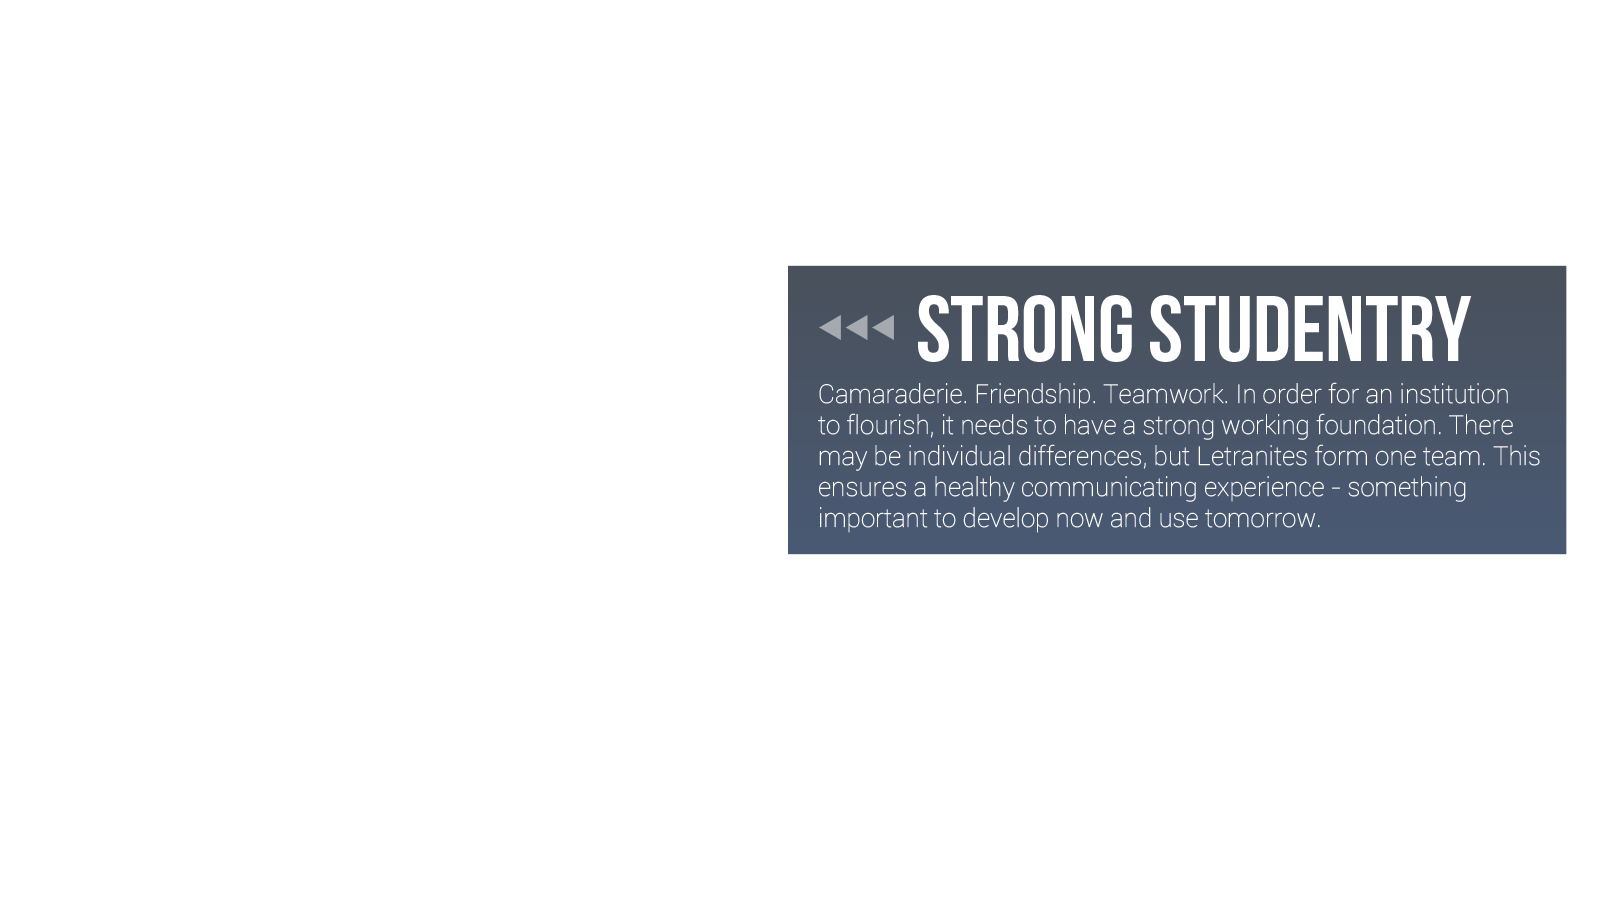 STRONG STUDENTRY
Camaraderie. Friendship. Teamwork. In order for an institution
to flourish, it needs to have a strong working foundation. There
may be individual differences, but Letranites form one team. This
ensures a healthy communicating experience - something
important to develop now and use tomorrow.